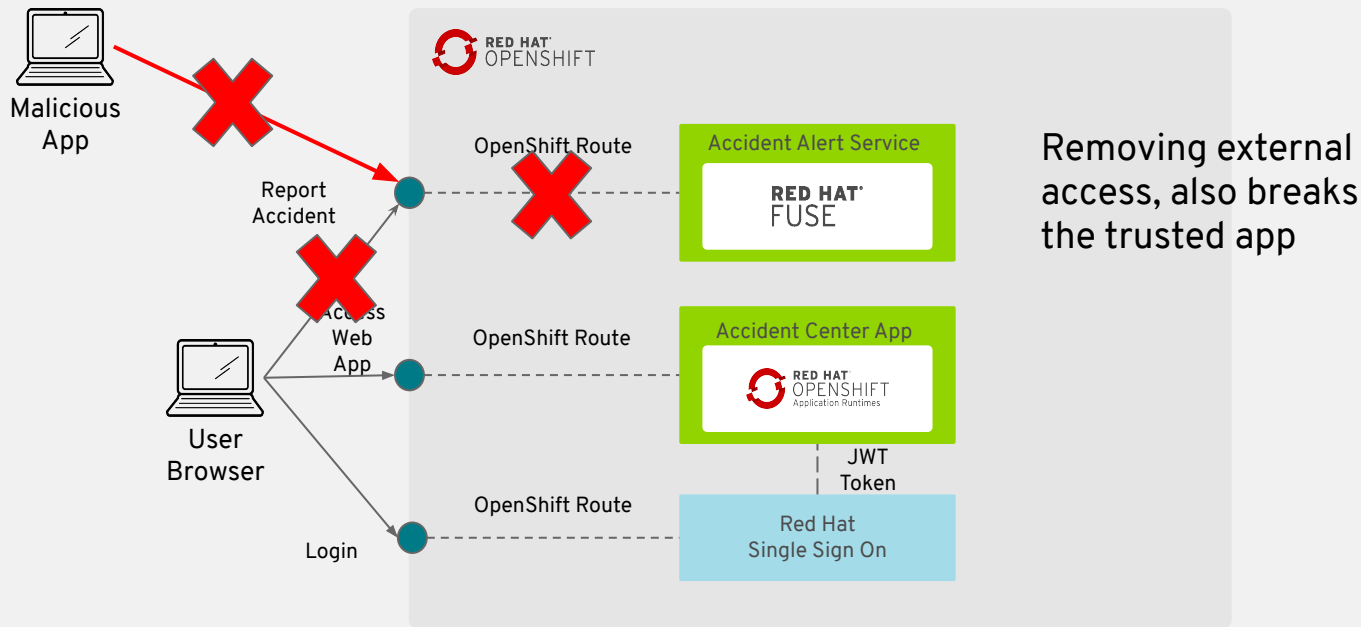 RED HAT®
OPENSHIFT
Malicious
App
OpenShift Route
Accident Alert Service
RED HAT®
FUSE
Removing external
access, also breaks
the trusted app
Report
Accident
Access
Web
App
OpenShift Route
Accident Center App
RED HAT
OPENSHIFT
Application Runtimes
User
Browser
JWT
Token
OpenShift Route
Red Hat
Single Sign On
Login